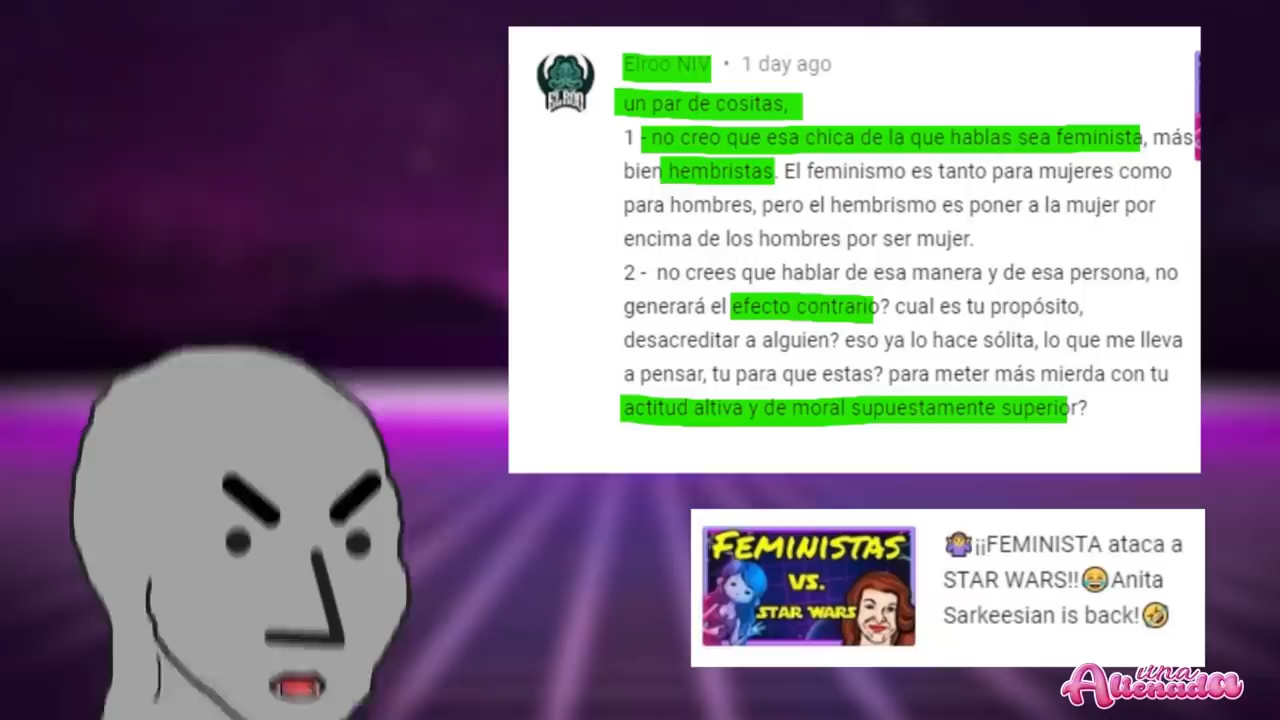 Elroo NIV • 1 day ago
un par de cositas,
1 - no creo que esa chica de la que hablas sea feminista, más
bien hembristas. El feminismo es tanto para mujeres como
para hombres, pero el hembrismo es poner a la mujer por
encima de los hombres por ser mujer.
2 - no crees que hablar de esa manera y de esa persona, no
generará el efecto contrario? cual es tu propósito,
desacreditar a alguien? eso ya lo hace sólita, lo que me lleva
a pensar, tu para que estas? para meter más mierda con tu
actitud altiva y de moral supuestamente superior?
FEMINISTAS
VS.
STAR WARS
¡¡FEMINISTA ataca a
STAR WARS!! Anita
Sarkeesian is back!
una
Alienada